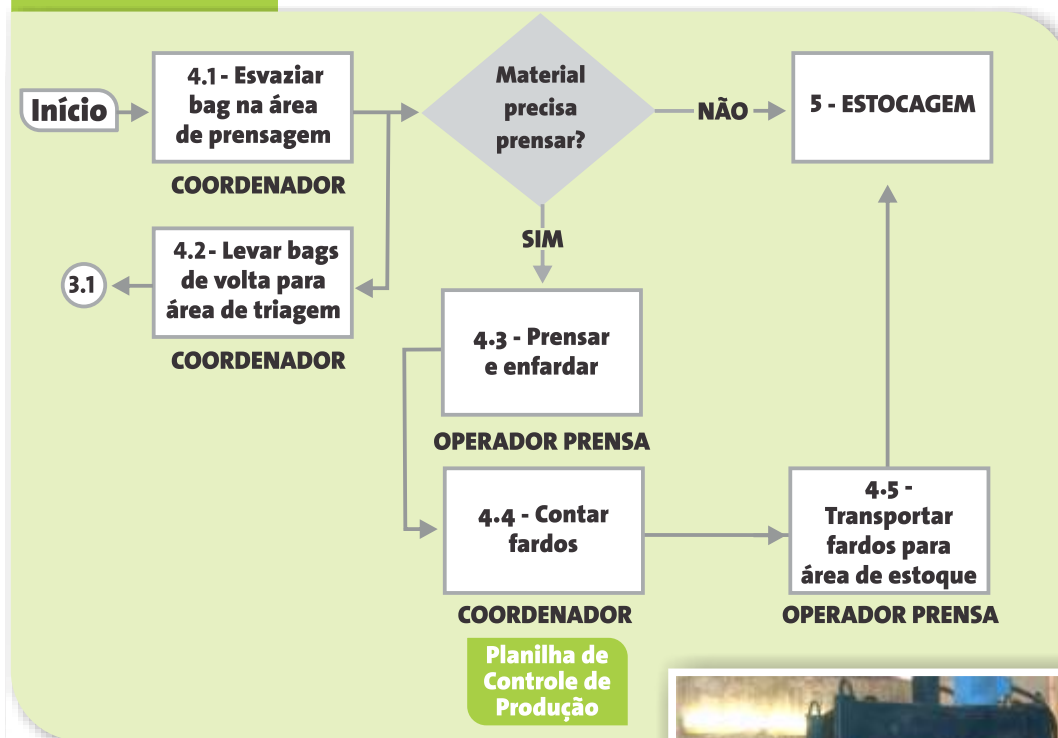 Início
4.1 - Esvaziar
bag na área
de prensagem
COORDENADOR
Material
precisa
prensar?
NÃO
5 - ESTOCAGEM
4.2 - Levar bags
de volta para
área de triagem
COORDENADOR
3.1
SIM
4.3 - Prensar
e enfardar
OPERADOR PRENSA
4.4 - Contar
fardos
COORDENADOR
Planilha de
Controle de
Produção
4.5 -
Transportar
fardos para
área de estoque
OPERADOR PRENSA